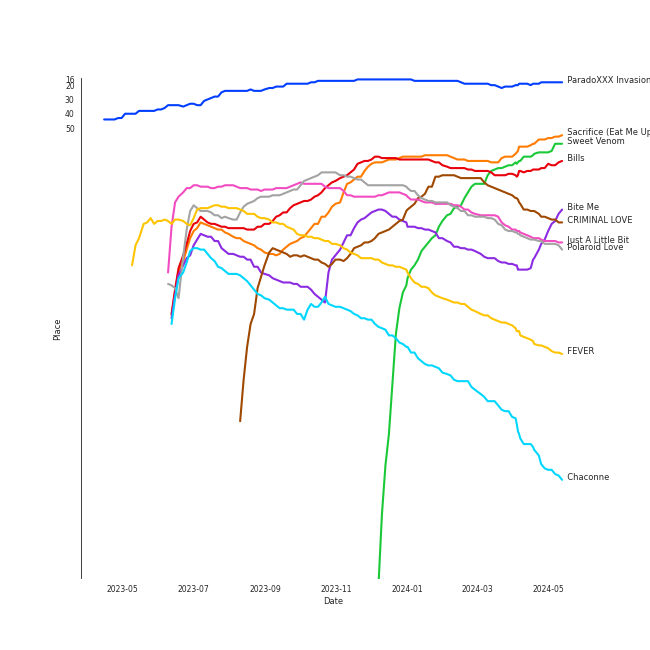 16
20
30
40
50
ParadoXXX Invasion
Sacrifice (Eat Me Up
Sweet Venom
Bills
Bite Me
CRIMINAL LOVE
Just A Little Bit
Polaroid Love
FEVER
Chaconne
Place
2023-05 2023-07 2023-09 2023-11 2024-01 2024-03 2024-05
Date